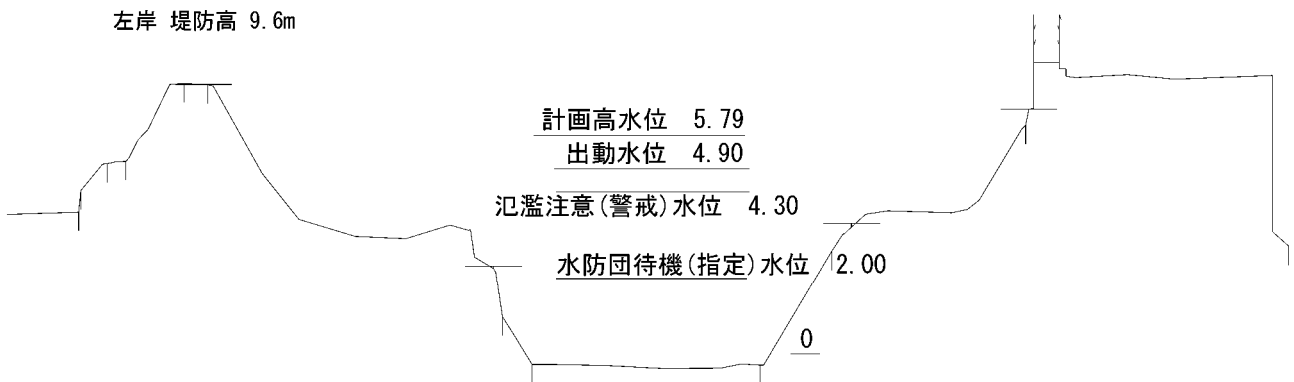 左岸 堤防高 9.6m
計画高水位 5.79
出動水位 4.90
氾濫注意(警戒)水位 4.30
水防団待機(指定)水位 2.00
0